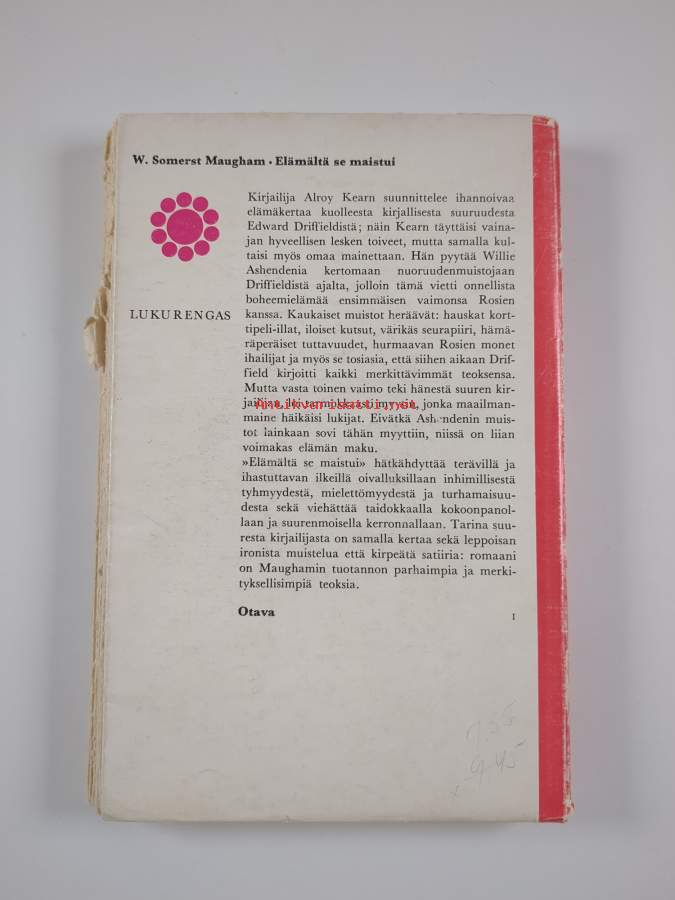 W. Somerst Maugham • Elämältä se maistui
Kirjailija Alroy Kearn suunnittelee ihannoivaa
elämäkertaa kuolleesta kirjallisesta suuruudesta
Edward Driffieldistä; näin Kearn täyttäisi vaina-
jan hyveellisen lesken toiveet, mutta samalla kul-
taisi myös omaa mainettaan. Hän pyytää Willie
Ashendenia kertomaan nuoruudenmuistojaan
Driffieldistä ajalta, jolloin tämä vietti onnellista
boheemielämää ensimmäisen vaimonsa Rosien
kanssa. Kaukaiset muistot heräävät: hauskat kort-
tipeli-illat, iloiset kutsut, värikäs seurapiiri, hämä-
räperäiset tuttavuudet, hurmaavan Rosien monet
ihailijat ja myös se tosiasia, että siihen aikaan Drif-
field kirjoitti kaikki merkittävimmät teoksensa.
Mutta vasta toinen vaimo teki hänestä suuren kir-
jailijan, loi tarmokkaasti myytin, jonka maailman-
maine häikäisi lukijat. Eivätkä Ashendenin muis-
tot lainkaan sovi tähän myyttiin, niissä on liian
voimakas elämän maku.
»Elämältä se maistui» hätkähdyttää terävillä ja
ihastuttavan ilkeillä oivalluksillaan inhimillisestä
tyhmyydestä, mielettömyydestä ja turhamaisuu-
desta sekä viehättää taidokkaalla kokoonpanol-
laan ja suurenmoisella kerronnallaan. Tarina suu-
resta kirjailijasta on samalla kertaa sekä leppoisan
ironista muistelua että kirpeätä satiiria: romaani
on Maughamin tuotannon parhaimpia ja merki-
tyksellisimpiä teoksia.
LUKURENGAS
Otava
1
Antikvariaatti.net
9.45